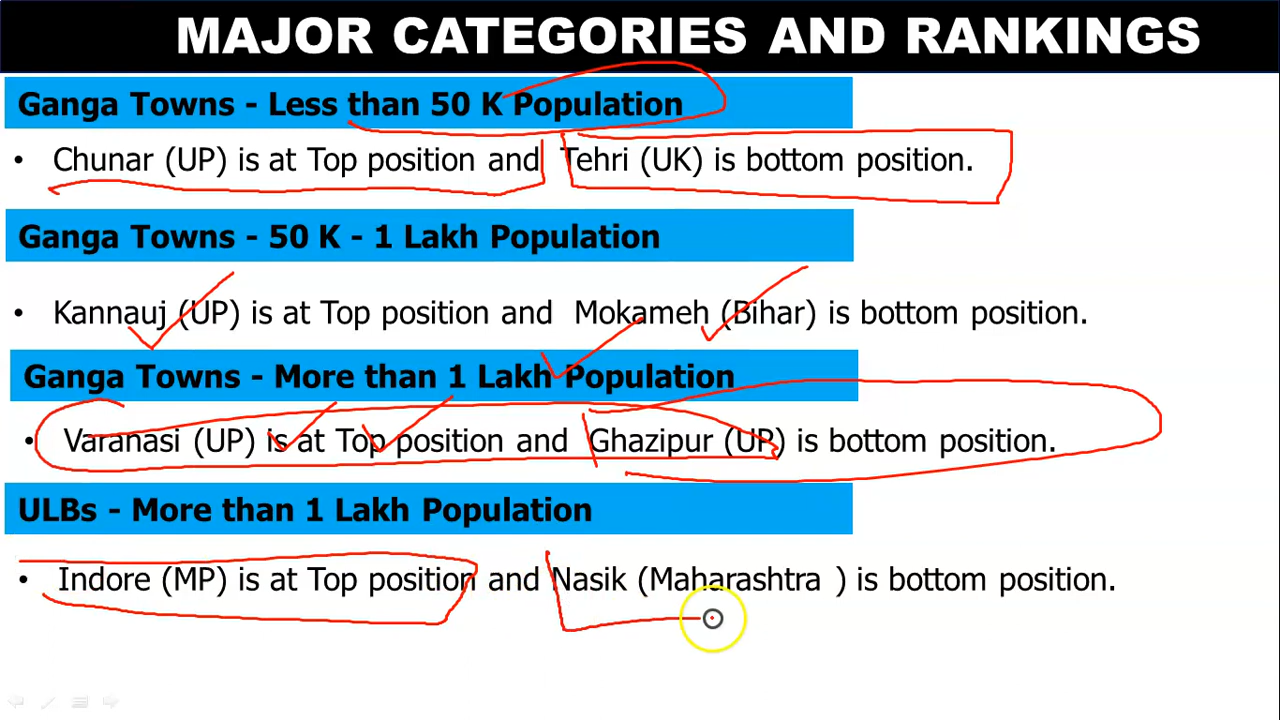 MAJOR CATEGORIES AND RANKINGS
Ganga Towns - Less than 50 K Population
• Chunar (UP) is at Top position and Tehri (UK) is bottom position.
Ganga Towns - 50 K - 1 Lakh Population
• Kannauj (UP) is at Top position and Mokameh (Bihar) is bottom position.
Ganga Towns - More than 1 Lakh Population
• Varanasi (UP) is at Top position and Ghazipur (UP) is bottom position.
ULBs - More than 1 Lakh Population
• Indore (MP) is at Top position and Nasik (Maharashtra ) is bottom position.